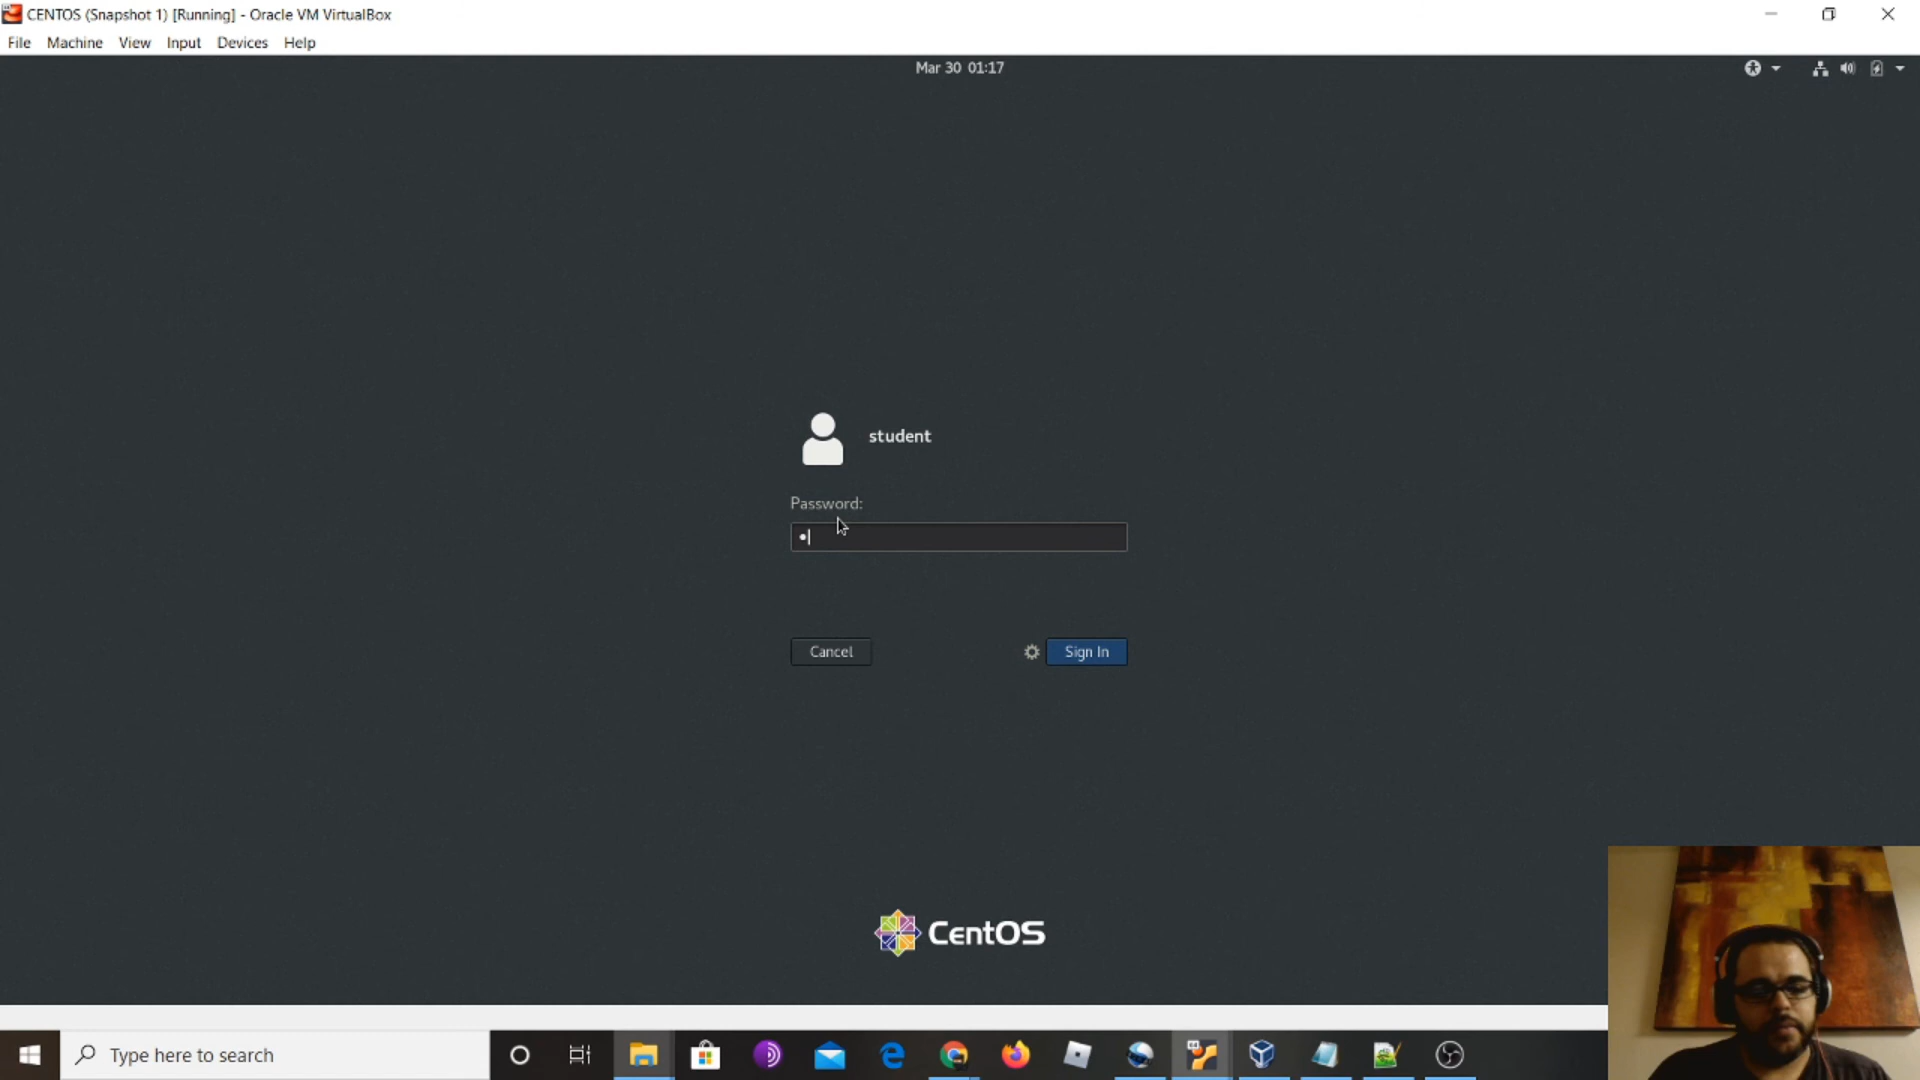 CENTOS (Snapshot 1) [Running] - Oracle VM VirtualBox
File Machine View Input Devices Help
Mar 30 01:17
student
Password:
Cancel
Sign In
CentOS
Type here to search